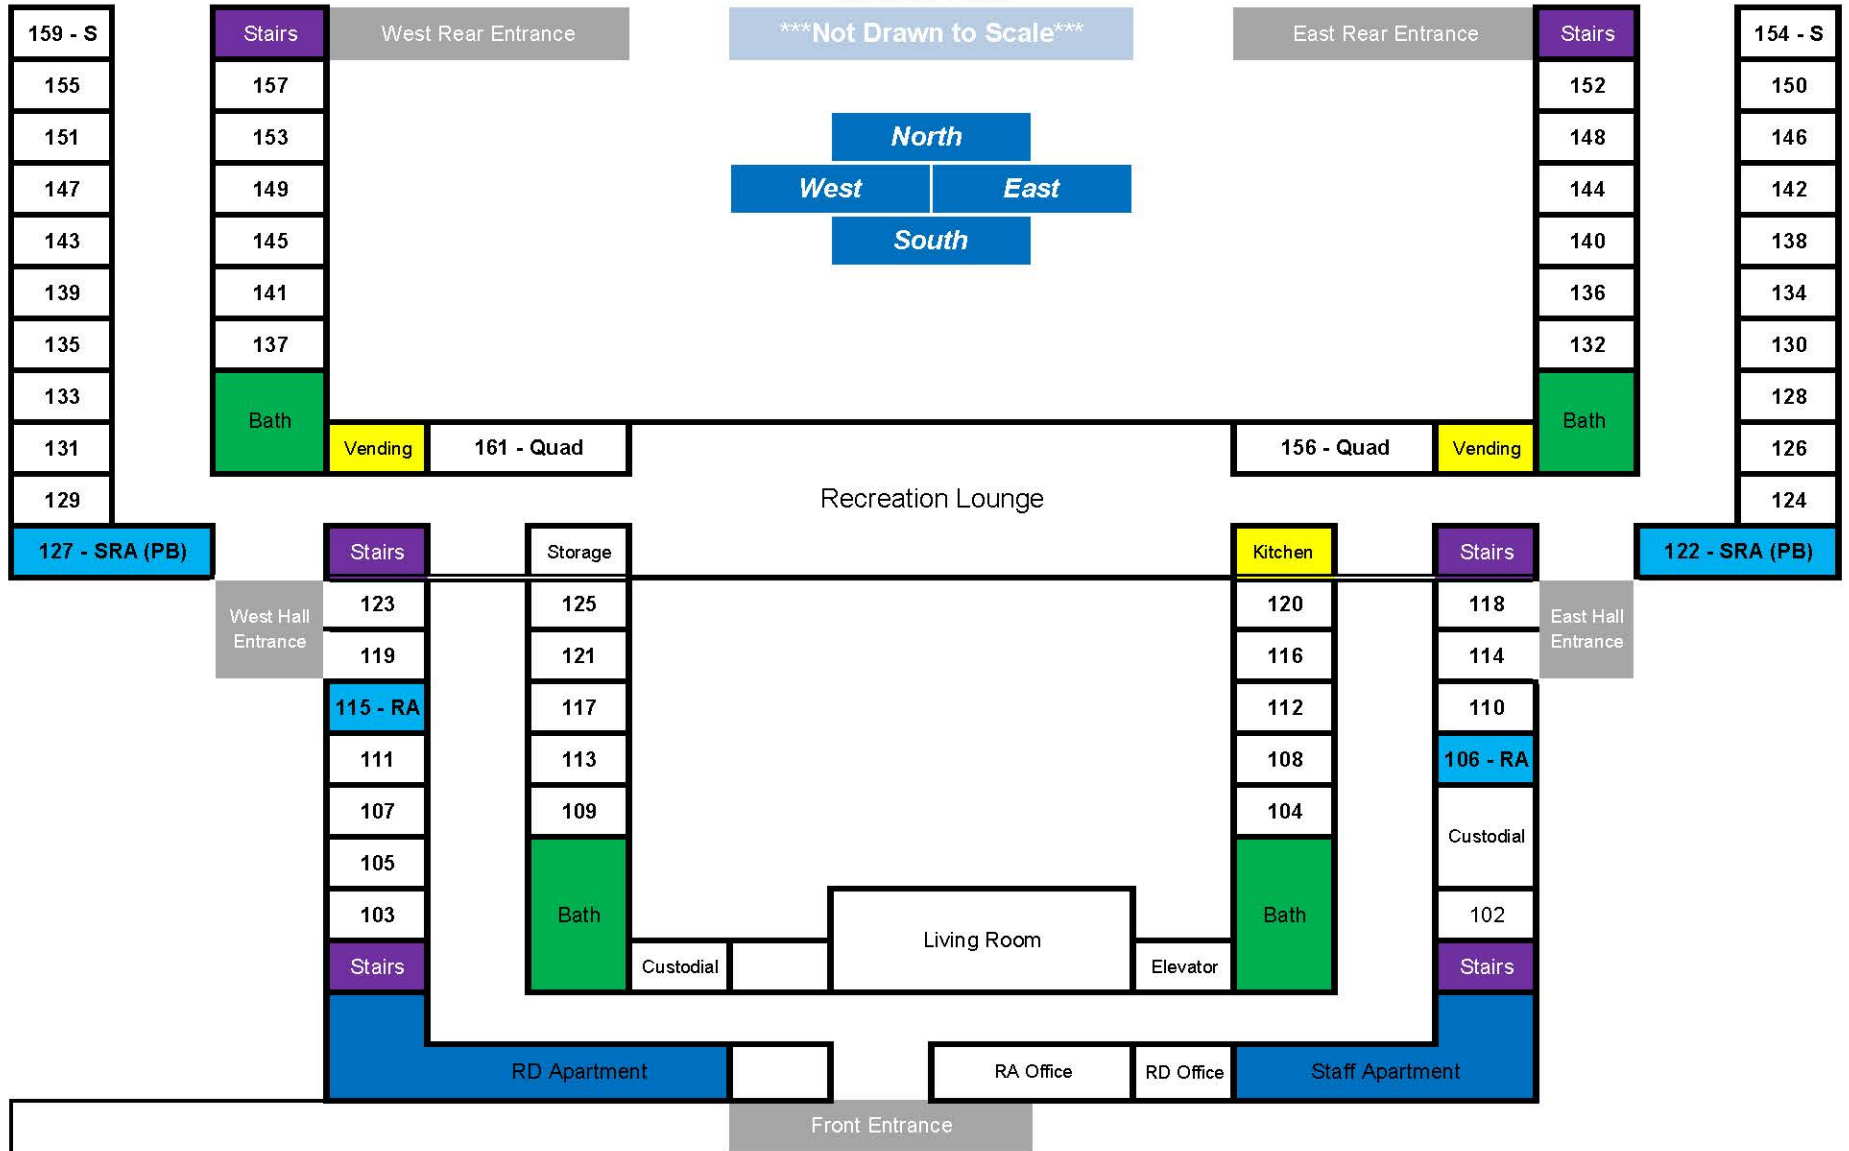 159 - S
Stairs
West Rear Entrance
***Not Drawn to Scale***
East Rear Entrance
Stairs
154 - S
155
157
152
150
151
153
North
148
146
147
149
West
East
144
142
143
145
South
140
138
139
141
136
134
135
137
132
130
133
Bath
Bath
128
131
Vending
161 - Quad
156 - Quad
Vending
126
129
Recreation Lounge
124
127 - SRA (PB)
Stairs
Storage
Kitchen
Stairs
122 - SRA (PB)
West Hall
Entrance
123
125
120
118
East Hall
Entrance
119
121
116
114
115 - RA
117
112
110
111
113
108
106 - RA
107
109
104
Custodial
105
103
Bath
Living Room
Bath
102
Stairs
Custodial
Elevator
Stairs
RD Apartment
RA Office
RD Office
Staff Apartment
Front Entrance